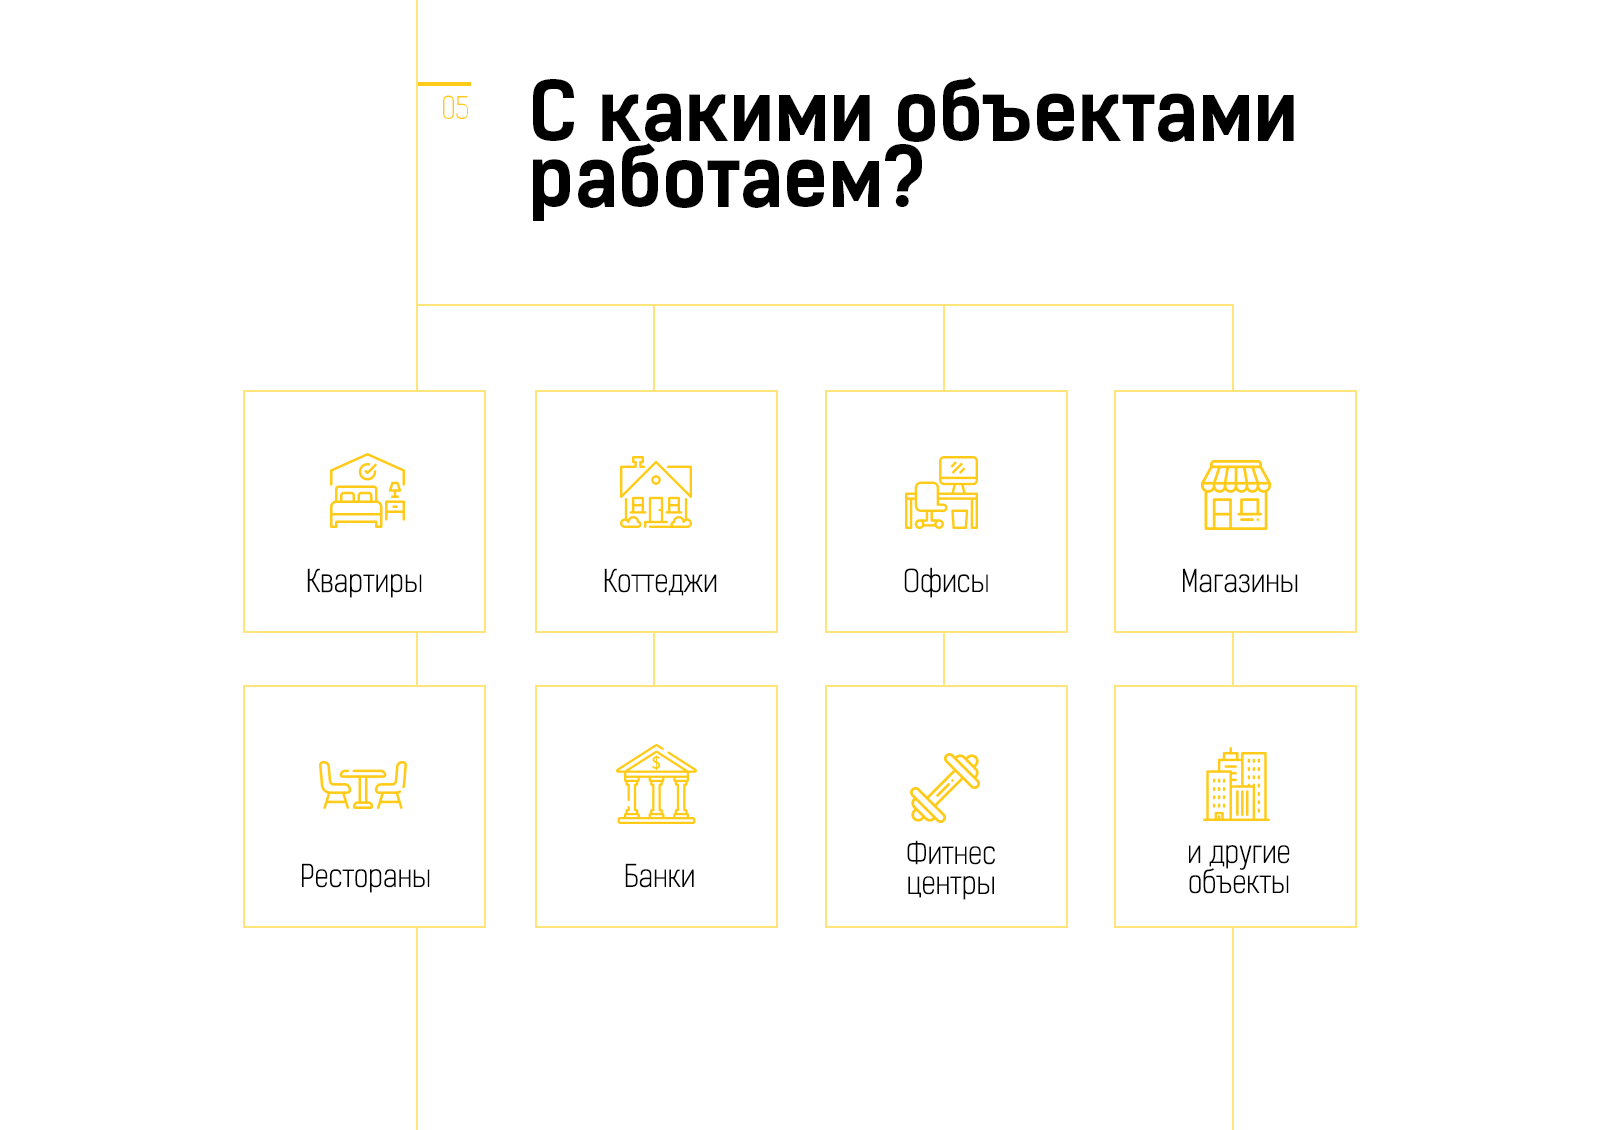 05
С какими объектами
работаем?
Квартиры
Коттеджи
Офисы
Магазины
Рестораны
Банки
Фитнес
центры
и другие
объекты